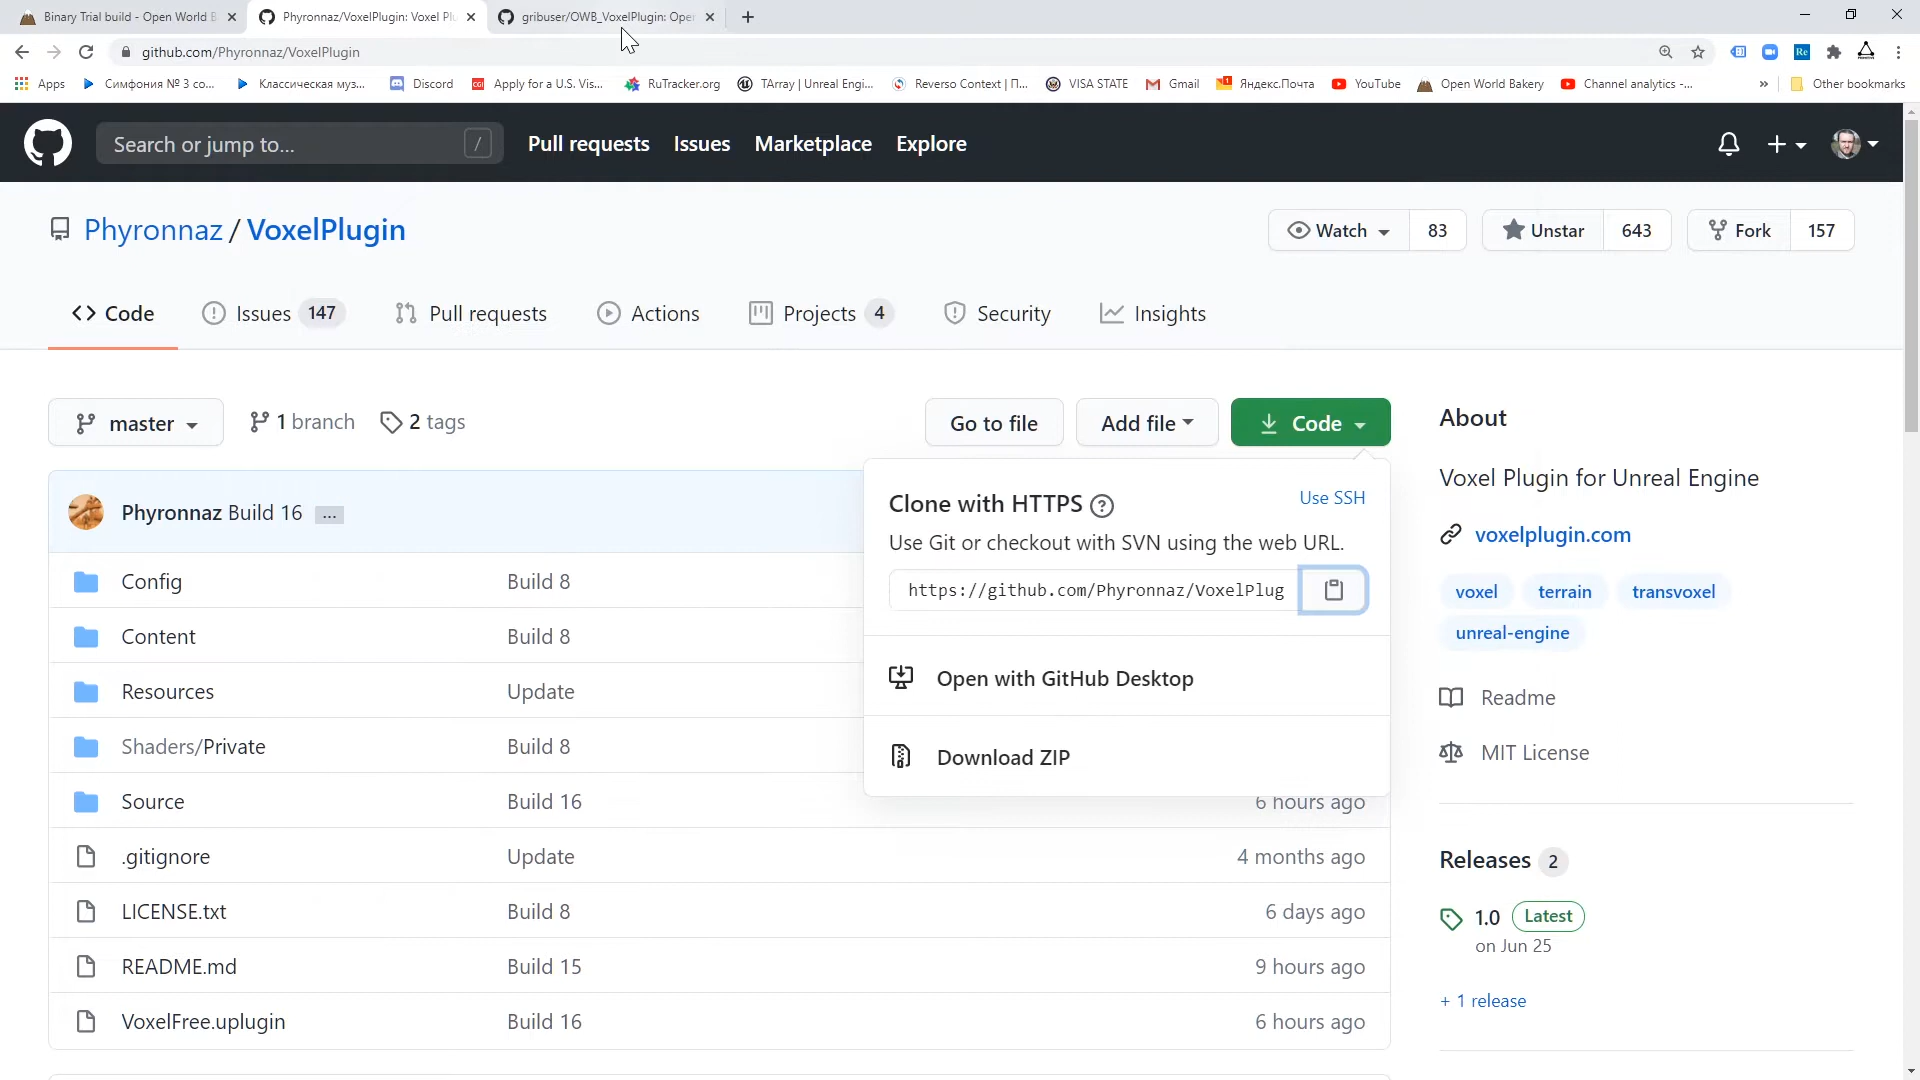 Binary Trial build - Open World B
Phyronnaz/VoxelPlugin: Voxel Plu
gribuser/OWB_VoxelPlugin: Open
github.com/Phyronnaz/VoxelPlugin
Apps
Симфония № 3 со...
Классическая муз...
Discord
Apply for a U.S. Vis...
RuTracker.org
TArray | Unreal Engi...
Reverso Context | П...
VISA STATE
Gmail
Яндекс.Почта
YouTube
Open World Bakery
Channel analytics -...
»
Other bookmarks
Search or jump to...
/
Pull requests
Issues
Marketplace
Explore
Phyronnaz / VoxelPlugin
Watch 83
Unstar 643
Fork 157
Code
Issues 147
Pull requests
Actions
Projects 4
Security
Insights
master
1 branch
2 tags
Go to file
Add file
Code
Phyronnaz Build 16 ...
Config Build 8
Content Build 8
Resources Update
Shaders/Private Build 8
Source Build 16 6 hours ago
.gitignore Update 4 months ago
LICENSE.txt Build 8 6 days ago
README.md Build 15 9 hours ago
VoxelFree.uplugin Build 16 6 hours ago
Clone with HTTPS ?
Use SSH
Use Git or checkout with SVN using the web URL.
https://github.com/Phyronnaz/VoxelPlug
Open with GitHub Desktop
Download ZIP
About
Voxel Plugin for Unreal Engine
voxelplugin.com
voxel terrain transvoxel
unreal-engine
Readme
MIT License
Releases 2
1.0 Latest
on Jun 25
+ 1 release